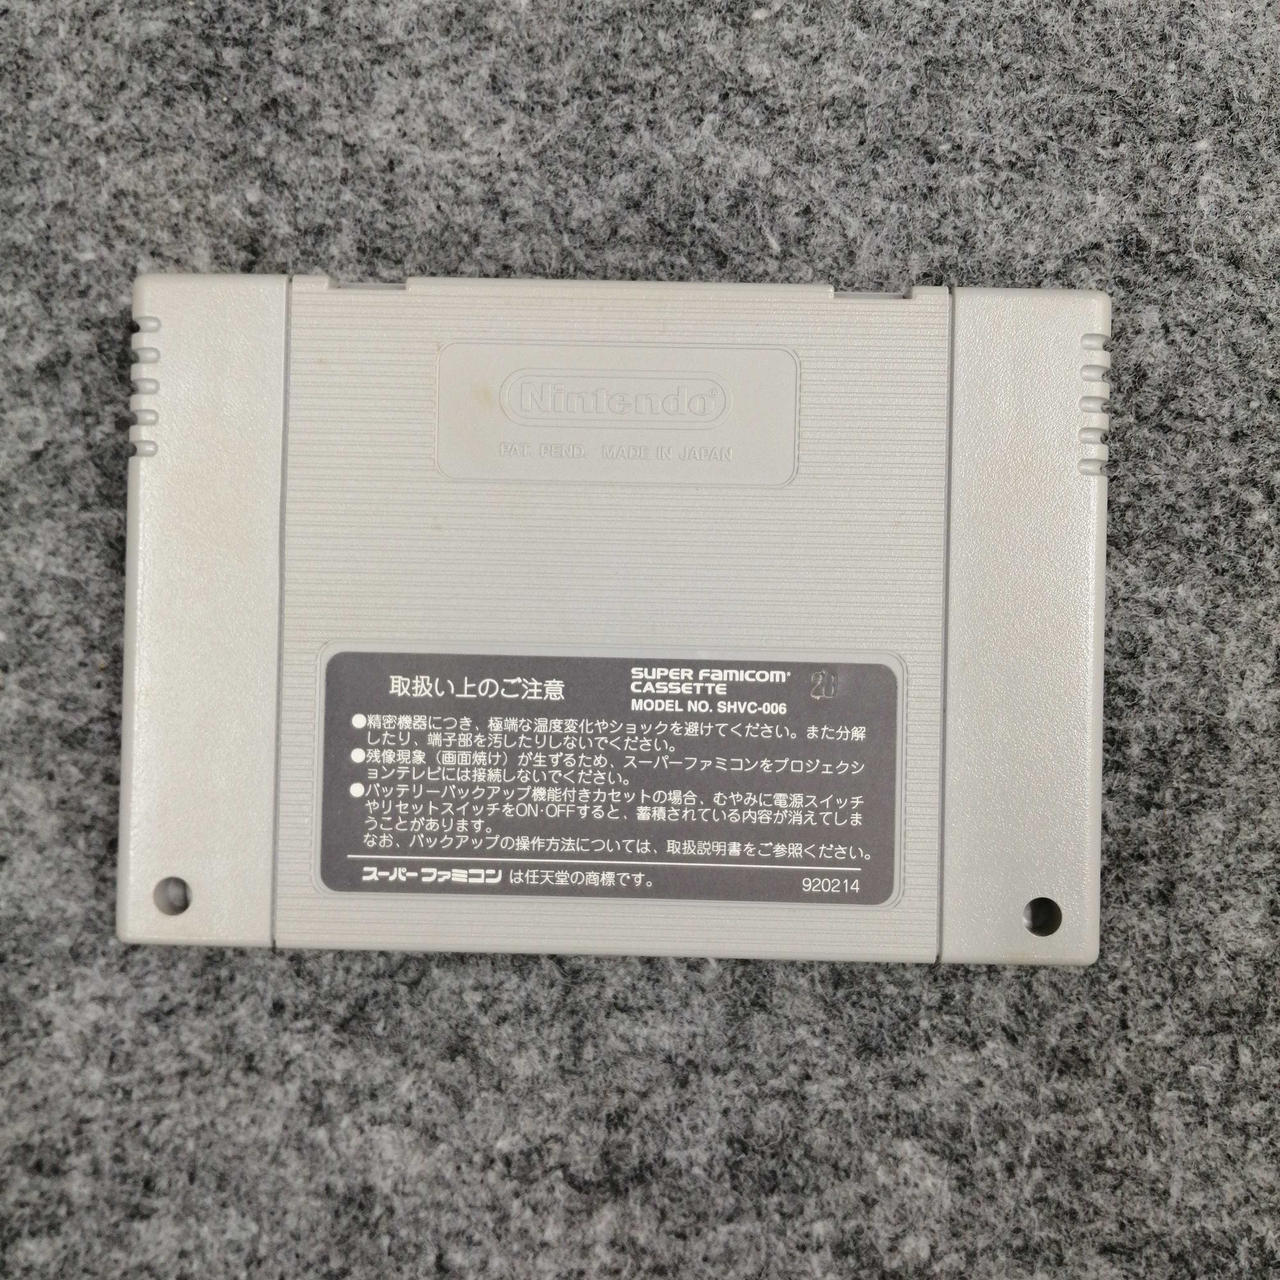 Nintendo®
PAT. PEND. MADE IN JAPAN
取扱い上のご注意
SUPER FAMICOM®
CASSETTE
MODEL NO. SHVC-006
●精密機器につき、極端な温度変化やショックを避けてください。また分解
したり、端子部を汚したりしないでください。
●残像現象（画面焼け）が生ずるため、スーパーファミコンをプロジェクシ
ョンテレビには接続しないでください。
●バッテリーバックアップ機能付きカセットの場合、むやみに電源スイッチ
やリセットスイッチをON·OFFすると、蓄積されている内容が消えてしま
うことがあります。
なお、バックアップの操作方法については、取扱説明書をご参照ください。
スーパーファミコン は任天堂の商標です。
920214